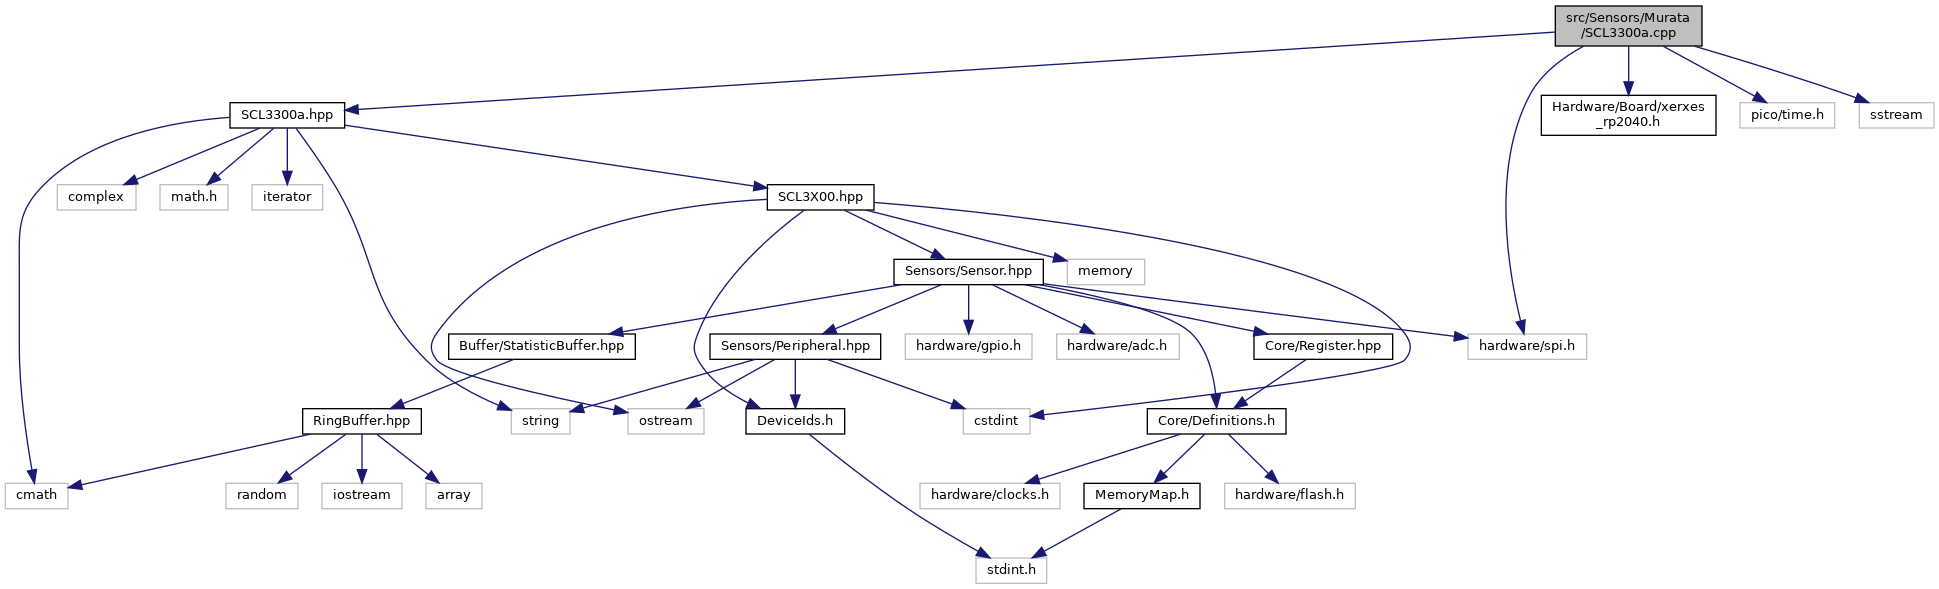 src/Sensors/Murata
/SCL3300a.cpp
SCL3300a.hpp
Hardware/Board/xerxes
_rp2040.h
pico/time.h
sstream
complex
math.h
iterator
SCL3X00.hpp
Sensors/Sensor.hpp
memory
Buffer/StatisticBuffer.hpp
Sensors/Peripheral.hpp
hardware/gpio.h
hardware/adc.h
Core/Register.hpp
hardware/spi.h
RingBuffer.hpp
string
ostream
DeviceIds.h
cstdint
Core/Definitions.h
cmath
random
iostream
array
hardware/clocks.h
MemoryMap.h
hardware/flash.h
stdint.h